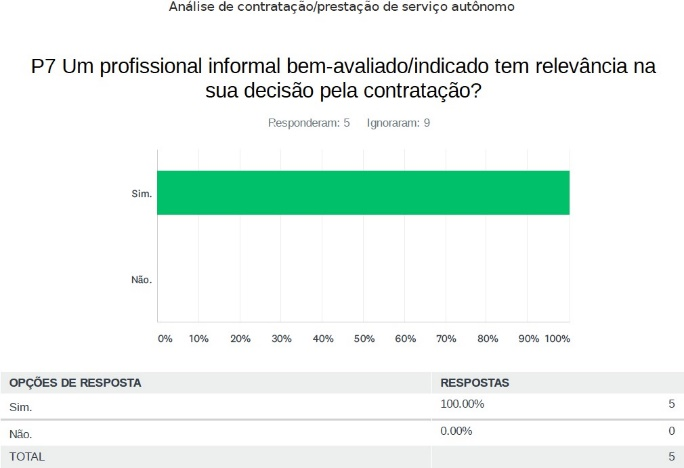 Análise de contratação/prestação de serviço autônomo
P7 Um profissional informal bem-avaliado/indicado tem relevância na
sua decisão pela contratação?
Responderam: 5 Ignoraram: 9
Sim.
Não.
0% 10% 20% 30% 40% 50% 60% 70% 80% 90% 100%
OPÇÕES DE RESPOSTA RESPOSTAS
Sim. 100.00% 5
Não. 0.00% 0
TOTAL 5